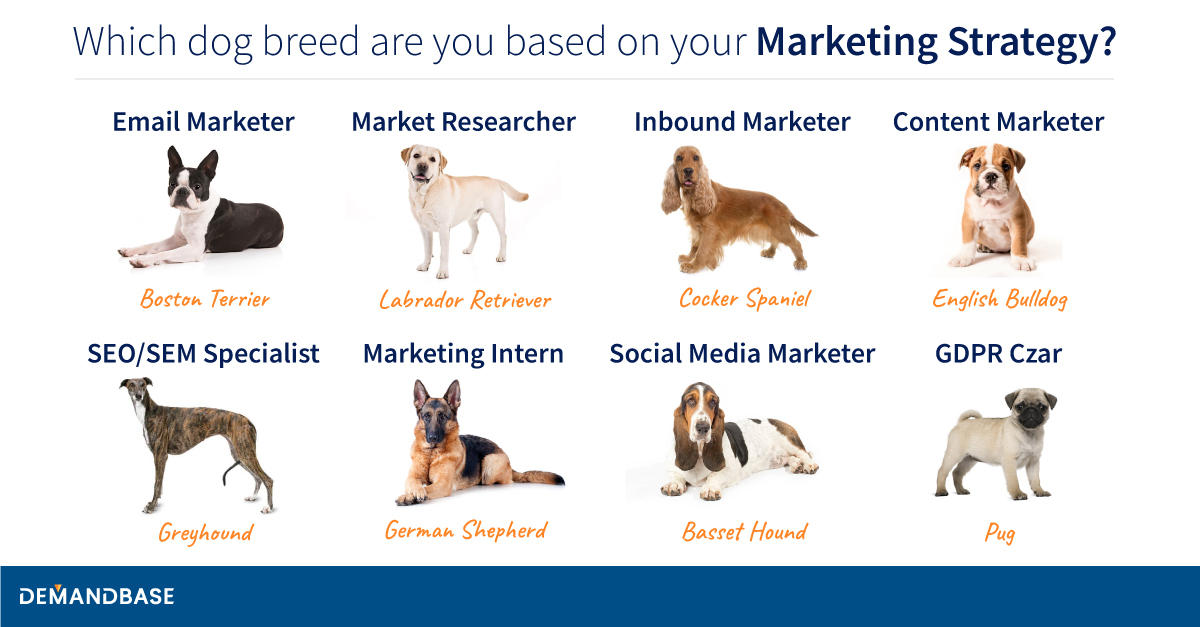 Which dog breed are you based on your Marketing Strategy?
Email Marketer
Market Researcher
Inbound Marketer
Content Marketer
Boston Terrier
Labrador Retriever
Cocker Spaniel
English Bulldog
SEO/SEM Specialist
Marketing Intern
Social Media Marketer
GDPR Czar
Greyhound
German Shepherd
Basset Hound
Pug
DEMANDBASE